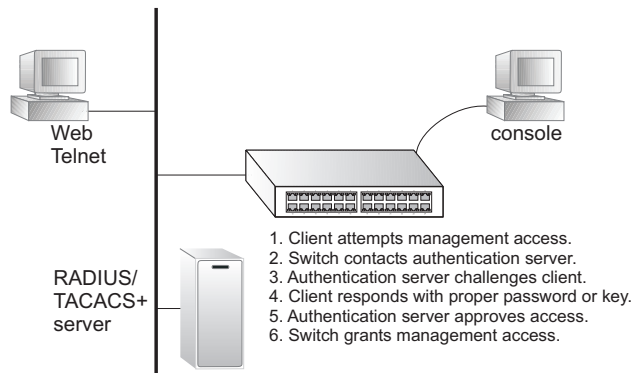 Web
Telnet
console
RADIUS/
TACACS+
server
1. Client attempts management access.
2. Switch contacts authentication server.
3. Authentication server challenges client.
4. Client responds with proper password or key.
5. Authentication server approves access.
6. Switch grants management access.